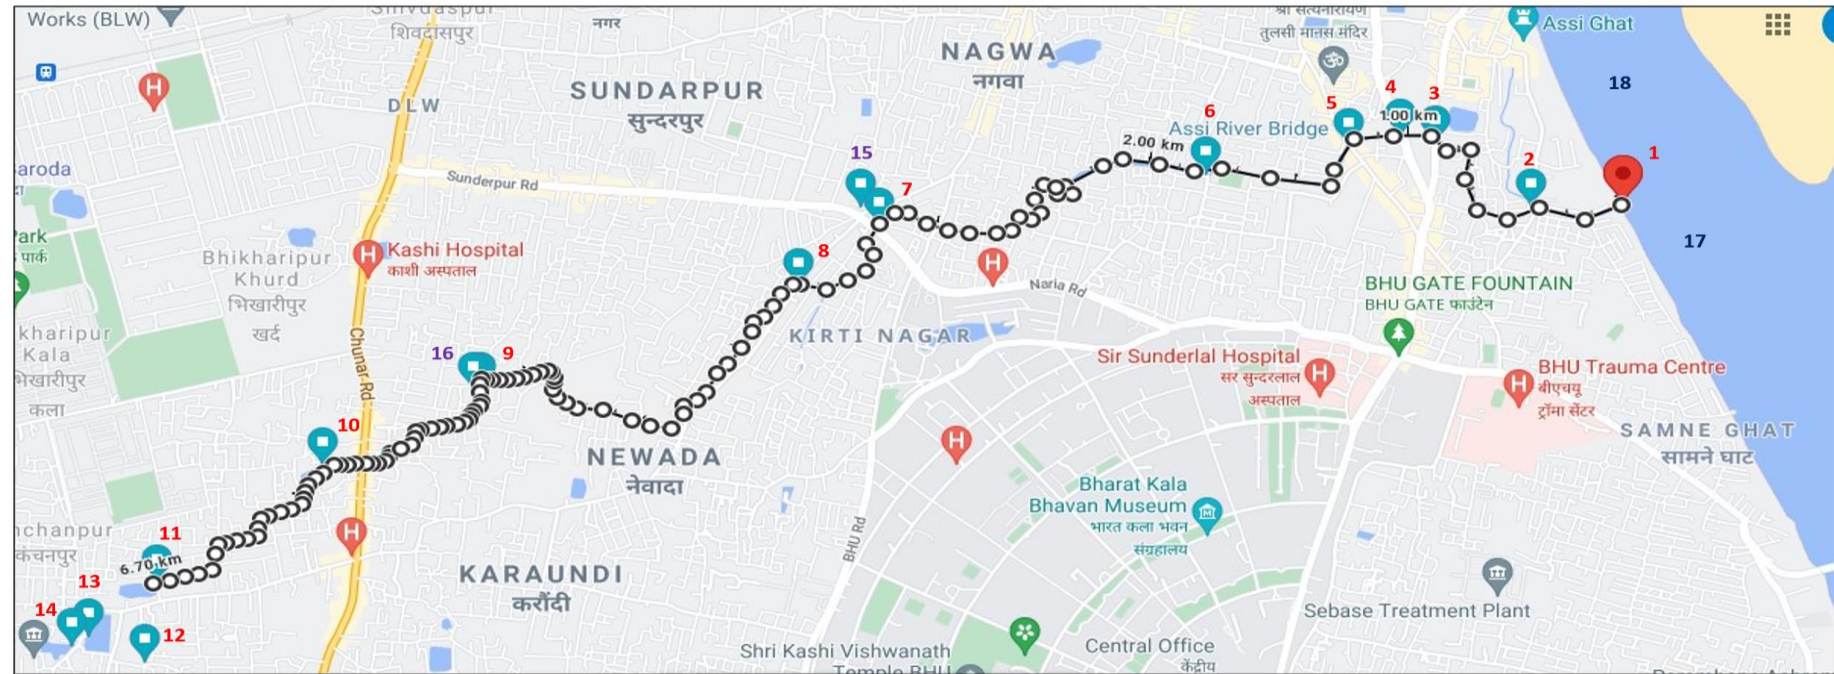 Works (BLW)
शिवदासपुर
नगर
NAGWA
नगवा
श्री सत्यनारायण
तुलसी मानस मंदिर
Assi Ghat
18
DLW
SUNDARPUR
सुन्दरपुर
6
5
4
3
1.00 km
Assi River Bridge
2.00 km
15
2
1
7
Sunderpur Rd
17
8
Kashi Hospital
काशी अस्पताल
Bhikharipur
Khurd
भिखारीपुर
खर्द
Park
पार्क
Naria Rd
BHU GATE FOUNTAIN
BHU GATE फाउंटेन
KIRTI NAGAR
kharipur
Kala
भिखारीपुर
कला
Chunar Rd
16
9
Sir Sunderlal Hospital
सर सुन्दरलाल
अस्पताल
BHU Trauma Centre
बीएचयू
ट्रॉमा सेंटर
10
NEWADA
नेवादा
SAMNE GHAT
सामने घाट
Bharat Kala
Bhavan Museum
भारत कला भवन
संग्रहालय
BHU Rd
nchanpur
कंचनपुर
11
6.70 km
KARAUNDI
करौंदी
13
14
12
Sebase Treatment Plant
Shri Kashi Vishwanath
Temple BHU
Central Office
केंद्रीय